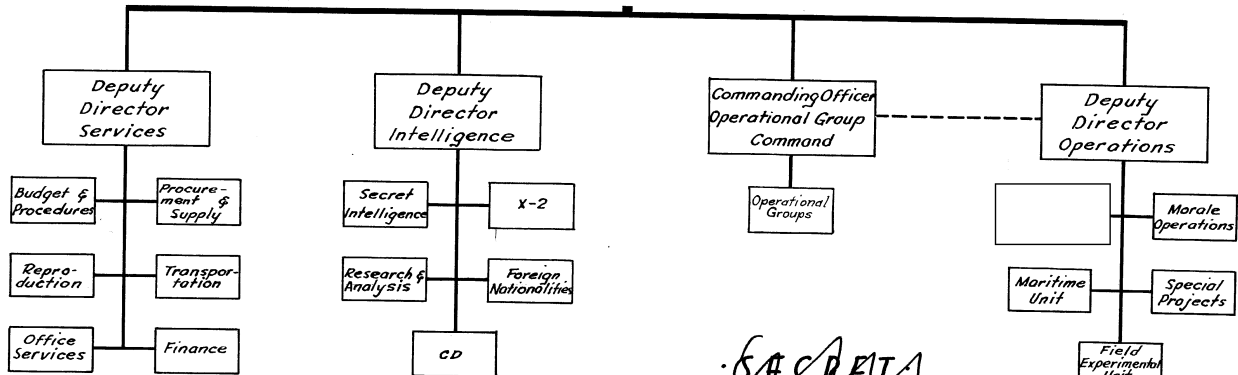 Deputy
Director
Services
Deputy
Director
Intelligence
Commanding Officer
Operational Group
Command
Deputy
Director
Operations
Budget &
Procedures
Procure-
ment &
Supply
Secret
Intelligence
X-2
Operational
Groups
Morale
Operations
Repro-
duction
Transpor-
tation
Research &
Analysis
Foreign
Nationalities
Maritime
Unit
Special
Projects
Office
Services
Finance
CD
Field
Experimental
Unit